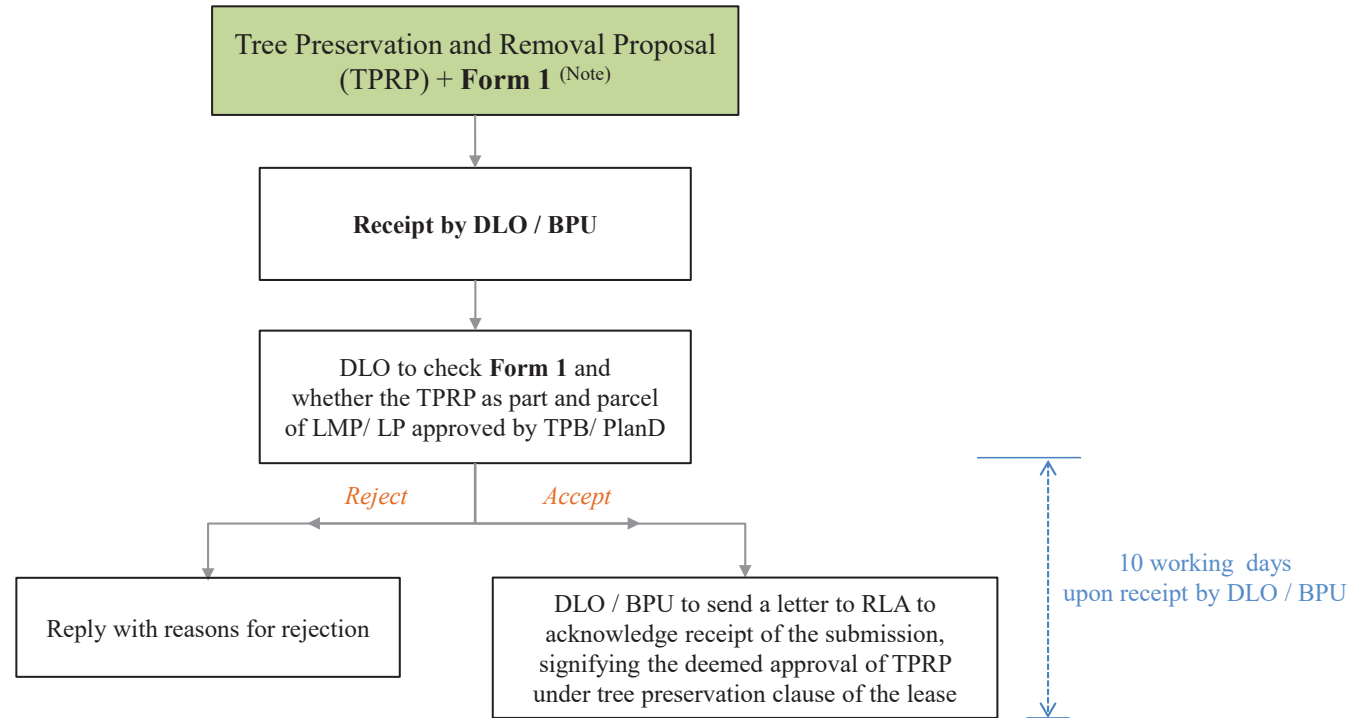 Tree Preservation and Removal Proposal
(TPRP) + Form 1 (Note)
Receipt by DLO / BPU
DLO to check Form 1 and
whether the TPRP as part and parcel
of LMP/ LP approved by TPB/ PlanD
Reject
Accept
10 working days
upon receipt by DLO / BPU
Reply with reasons for rejection
DLO / BPU to send a letter to RLA to
acknowledge receipt of the submission,
signifying the deemed approval of TPRP
under tree preservation clause of the lease